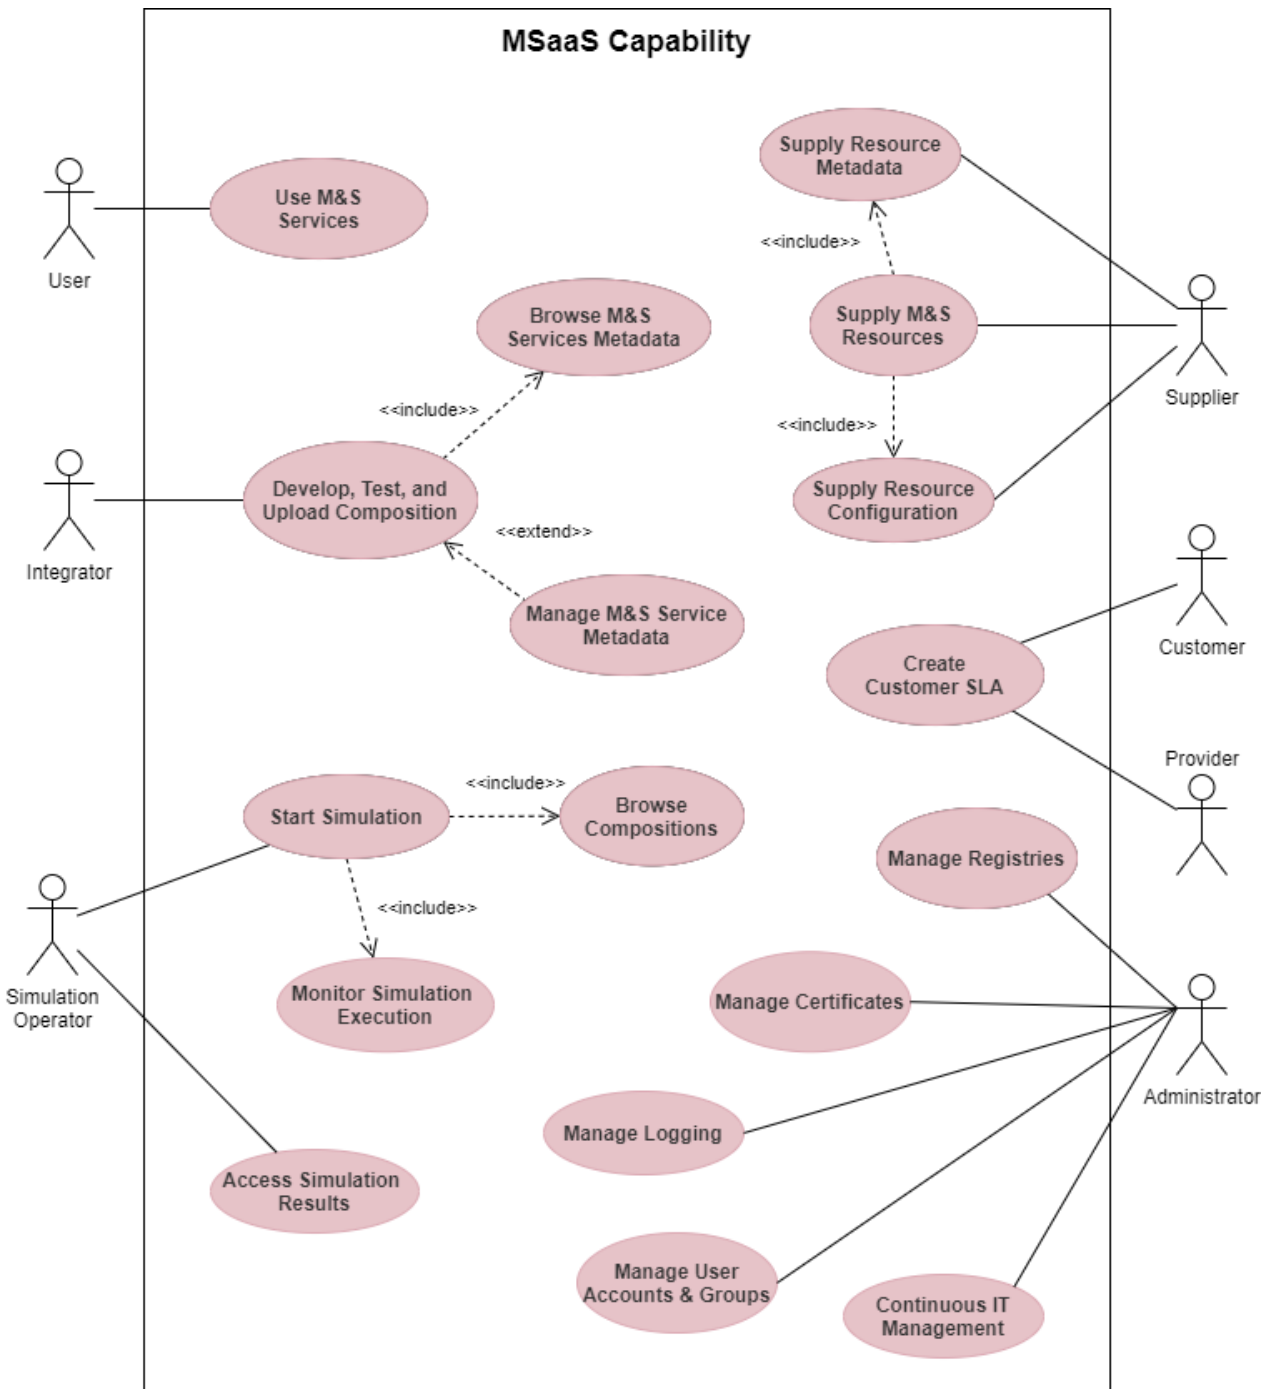 MSaaS Capability
Supply Resource
Metadata
Use M&S
Services
<<include>>
User
Browse M&S
Services Metadata
Supply M&S
Resources
Supplier
<<include>>
<<include>>
Develop, Test, and
Upload Composition
Supply Resource
Configuration
<<extend>>
Integrator
Manage M&S Service
Metadata
Customer
Create
Customer SLA
Provider
<<include>>
Start Simulation
Browse
Compositions
Manage Registries
<<include>>
Simulation
Operator
Monitor Simulation
Execution
Manage Certificates
Administrator
Manage Logging
Access Simulation
Results
Manage User
Accounts & Groups
Continuous IT
Management